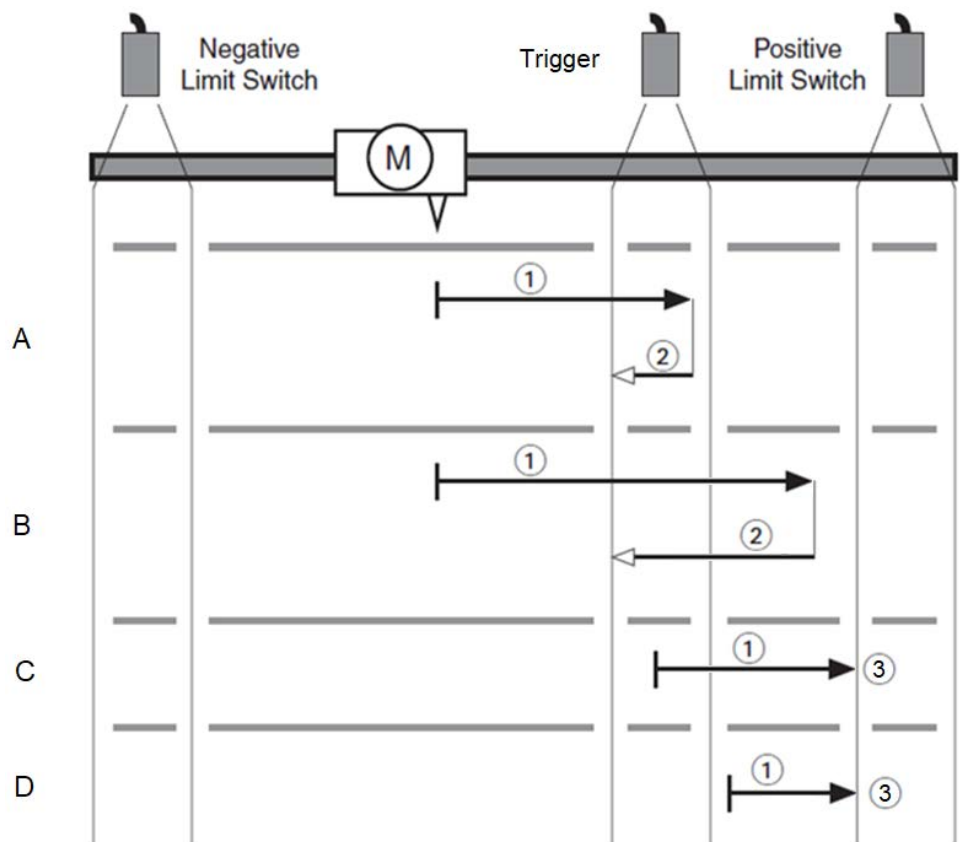 Negative
Limit Switch
Trigger
Positive
Limit Switch
M
1
A
2
1
B
2
1
C
3
1
D
3